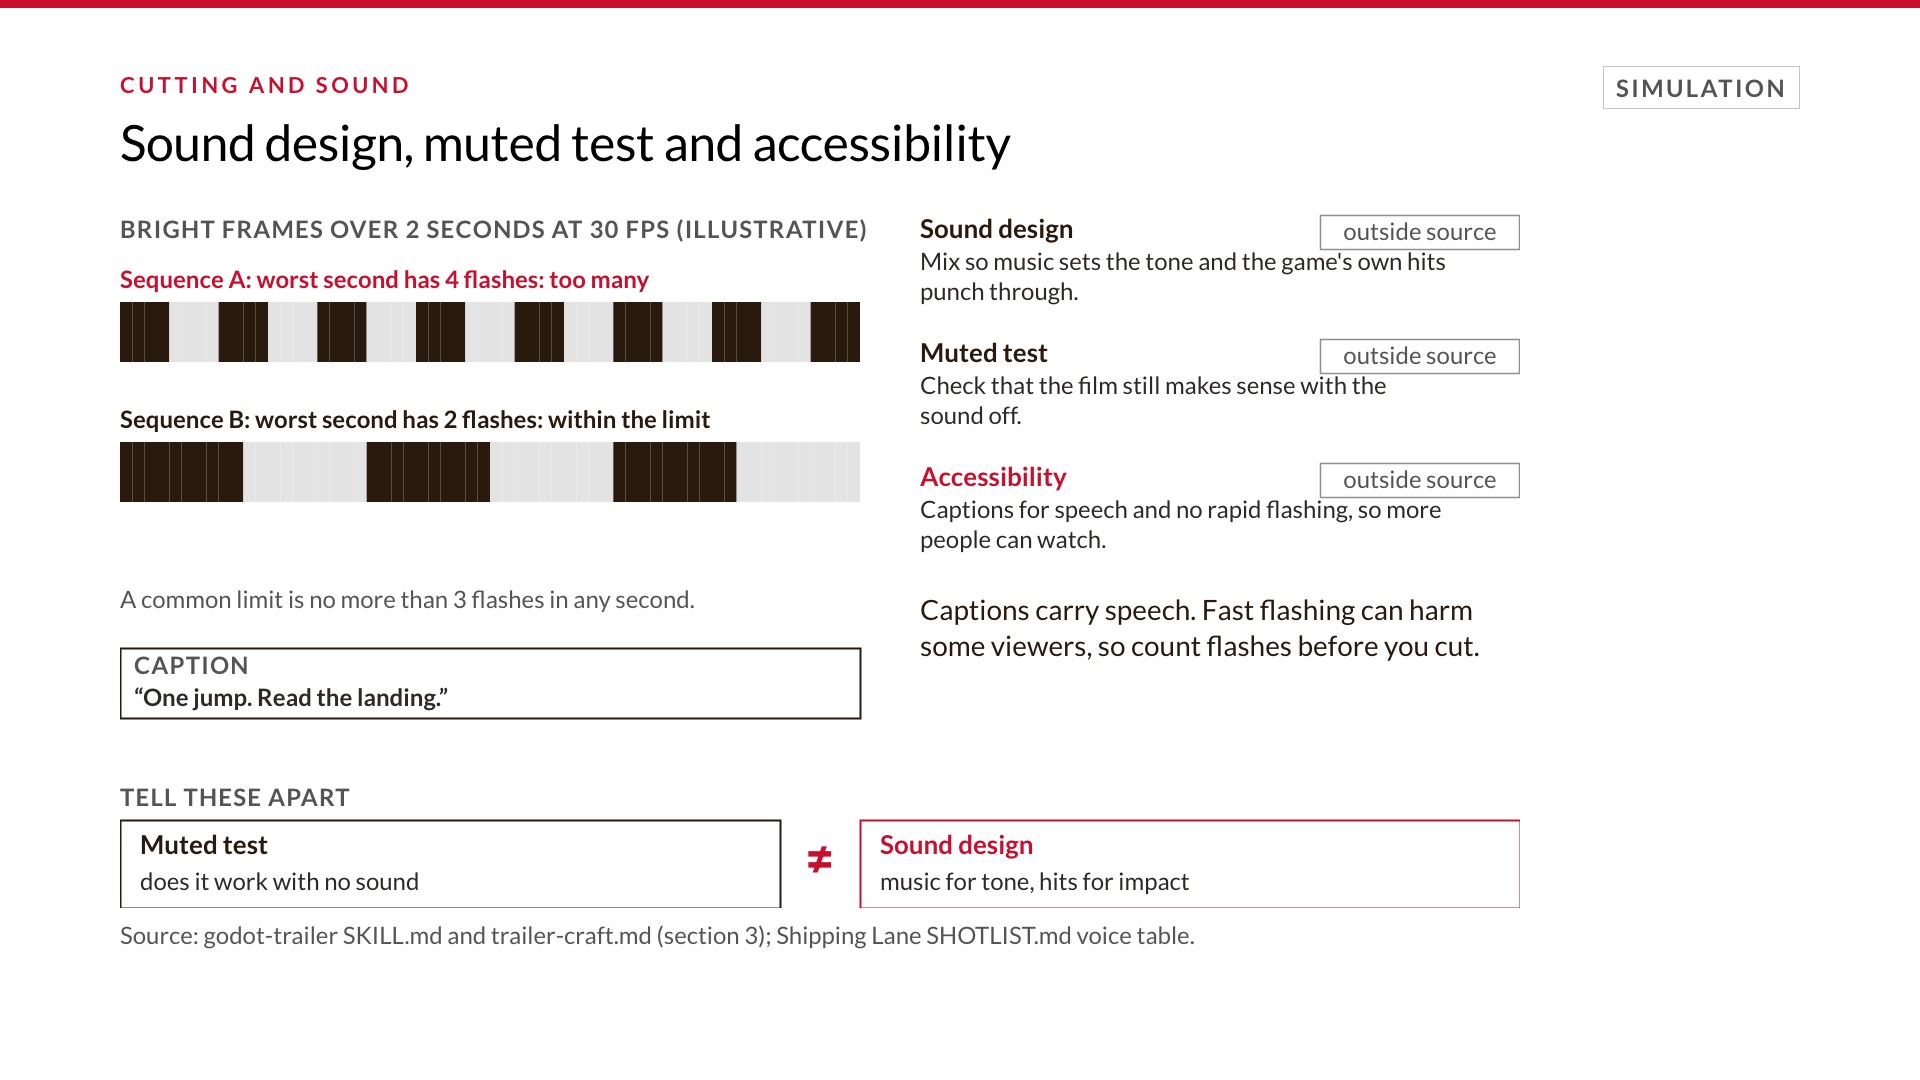 CUTTING AND SOUND
SIMULATION
Sound design, muted test and accessibility
BRIGHT FRAMES OVER 2 SECONDS AT 30 FPS (ILLUSTRATIVE)
Sequence A: worst second has 4 flashes: too many
Sequence B: worst second has 2 flashes: within the limit
A common limit is no more than 3 flashes in any second.
CAPTION
“One jump. Read the landing.”
Sound design
outside source
Mix so music sets the tone and the game's own hits
punch through.
Muted test
outside source
Check that the film still makes sense with the
sound off.
Accessibility
outside source
Captions for speech and no rapid flashing, so more
people can watch.
Captions carry speech. Fast flashing can harm
some viewers, so count flashes before you cut.
TELL THESE APART
Muted test
does it work with no sound
≠
Sound design
music for tone, hits for impact
Source: godot-trailer SKILL.md and trailer-craft.md (section 3); Shipping Lane SHOTLIST.md voice table.